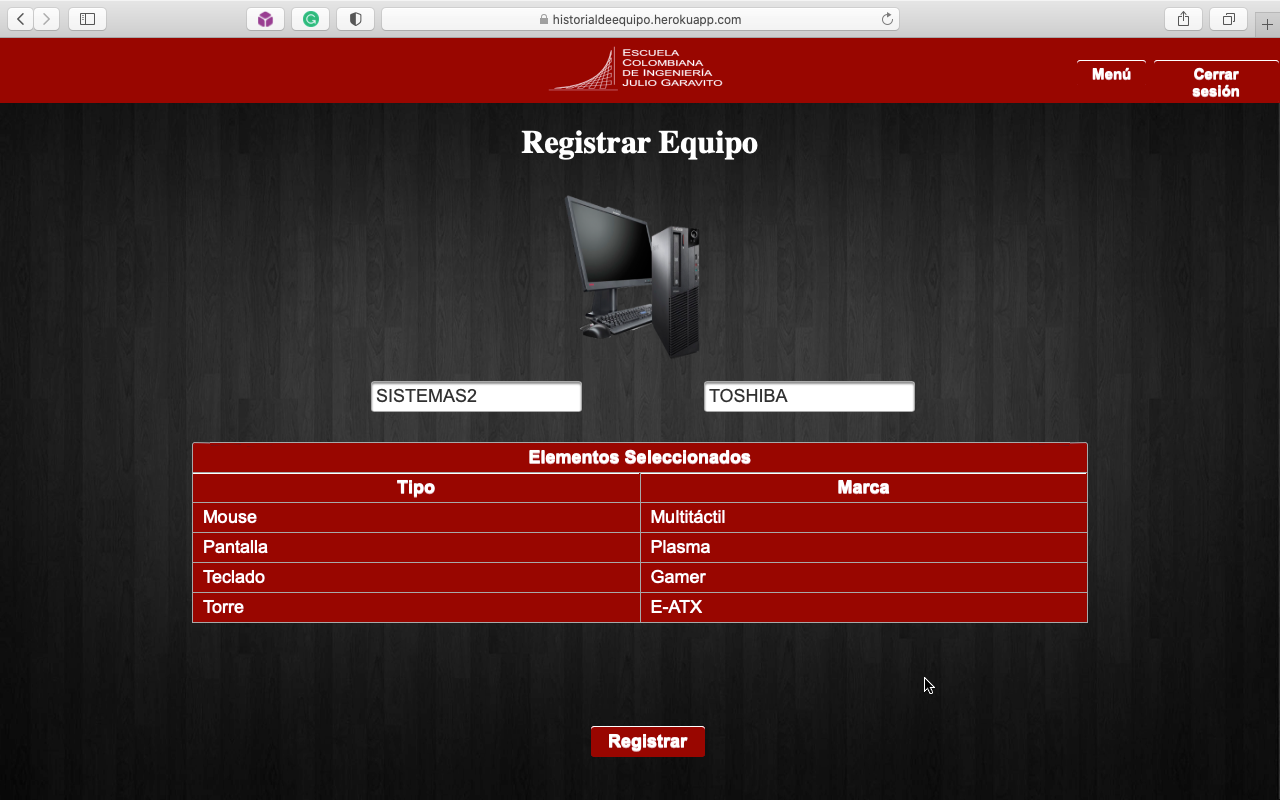 historialdeequipo.herokuapp.com
ESCUELA
COLOMBIANA
DE INGENIERÍA
JULIO GARAVITO
Menú
Cerrar
sesión
Registrar Equipo
SISTEMAS2
TOSHIBA
Elementos Seleccionados
Tipo
Marca
Mouse
Multitáctil
Pantalla
Plasma
Teclado
Gamer
Torre
E-ATX
Registrar